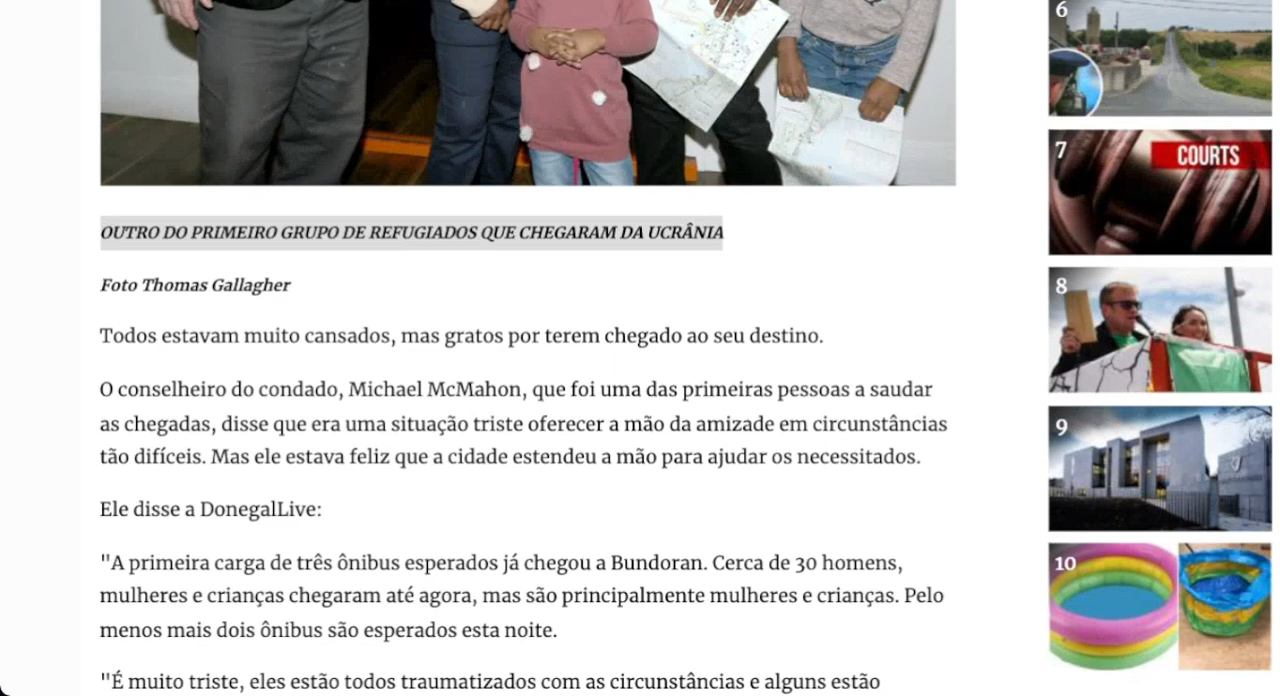 OUTRO DO PRIMEIRO GRUPO DE REFUGIADOS QUE CHEGARAM DA UCRÂNIA
Foto Thomas Gallagher
Todos estavam muito cansados, mas gratos por terem chegado ao seu destino.
O conselheiro do condado, Michael McMahon, que foi uma das primeiras pessoas a saudar
as chegadas, disse que era uma situação triste oferecer a mão da amizade em circunstâncias
tão difíceis. Mas ele estava feliz que a cidade estendeu a mão para ajudar os necessitados.
Ele disse a DonegalLive:
"A primeira carga de três ônibus esperados já chegou a Bundoran. Cerca de 30 homens,
mulheres e crianças chegaram até agora, mas são principalmente mulheres e crianças. Pelo
menos mais dois ônibus são esperados esta noite.
"É muito triste, eles estão todos traumatizados com as circunstâncias e alguns estão
6
7
COURTS
8
9
10